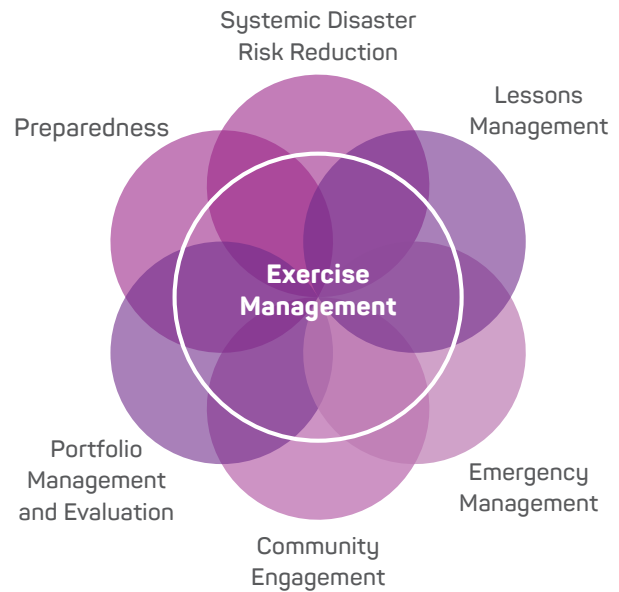 Systemic Disaster
Risk Reduction
Lessons
Management
Preparedness
Exercise
Management
Portfolio
Management
and Evaluation
Emergency
Management
Community
Engagement